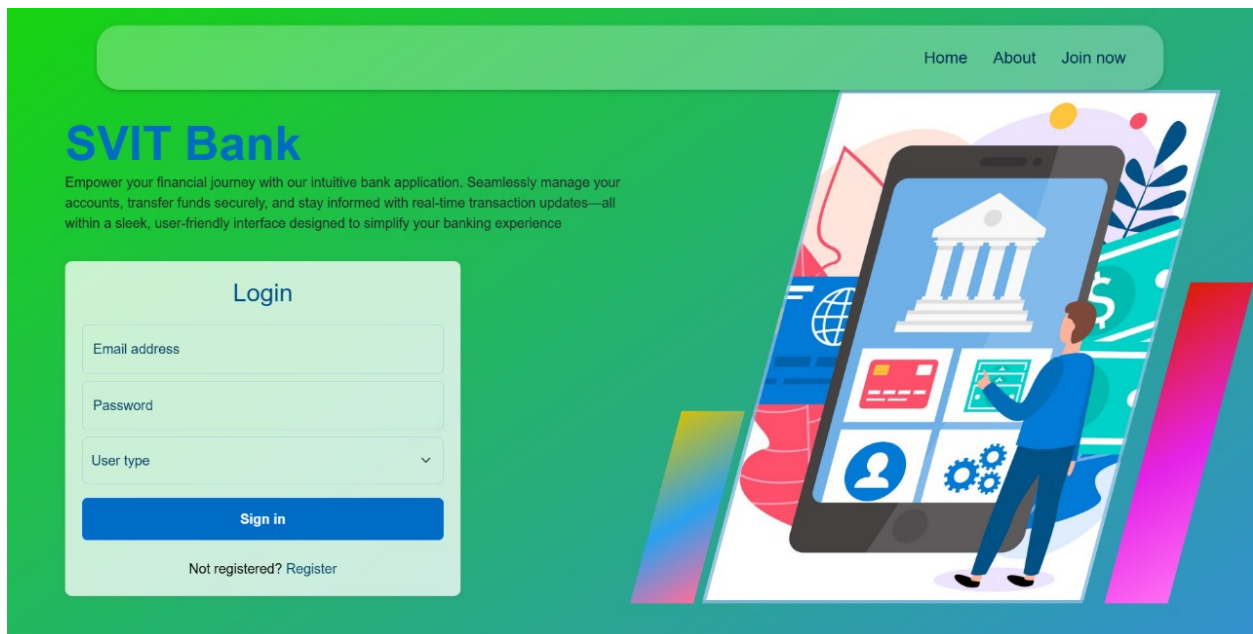 Home About Join now
SVIT Bank
Empower your financial journey with our intuitive bank application. Seamlessly manage your
accounts, transfer funds securely, and stay informed with real-time transaction updates—all
within a sleek, user-friendly interface designed to simplify your banking experience
Login
Email address
Password
User type
Sign in
Not registered? Register
$